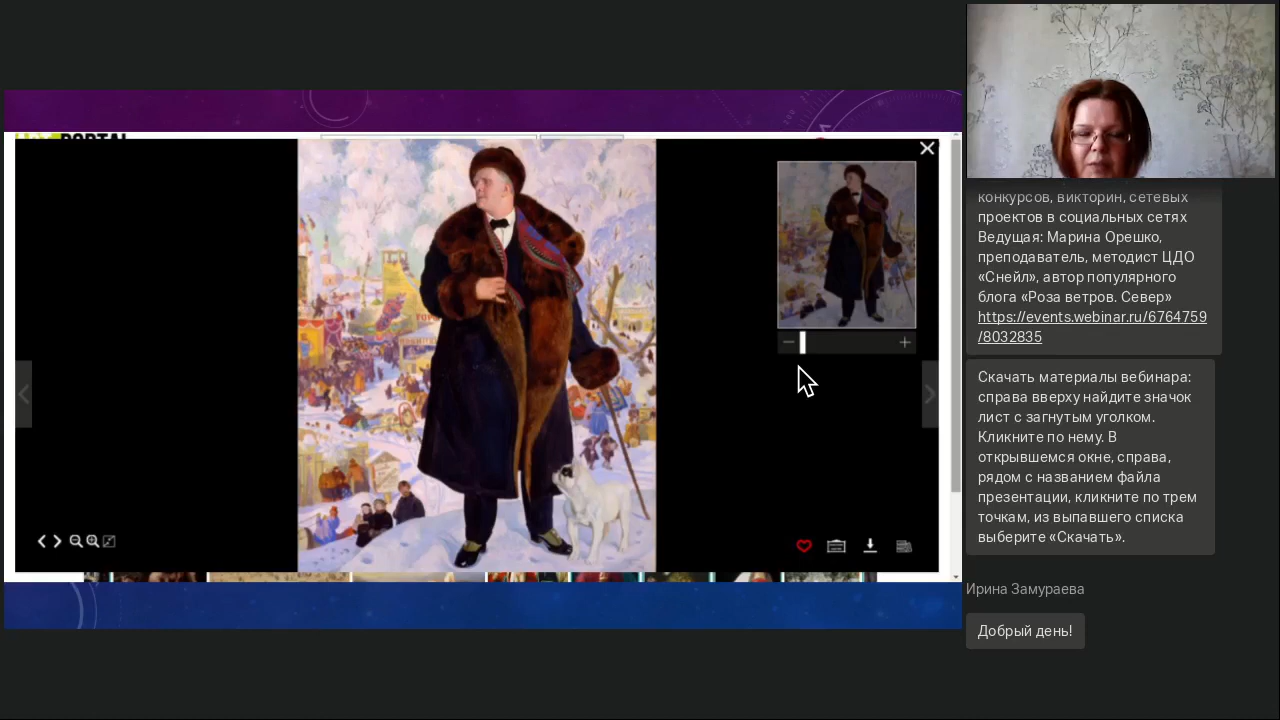 PORTAL
конкурсов, викторин, сетевых
проектов в социальных сетях
Ведущая: Марина Орешко,
преподаватель, методист ЦДО
«Снейл», автор популярного
блога «Роза ветров. Север»
https://events.webinar.ru/6764759
/8032835
Скачать материалы вебинара:
справа вверху найдите значок
лист с загнутым уголком.
Кликните по нему. В
открывшемся окне, справа,
рядом с названием файла
презентации, кликните по трем
точкам, из выпавшего списка
выберите «Скачать».
Ирина Замураева
Добрый день!